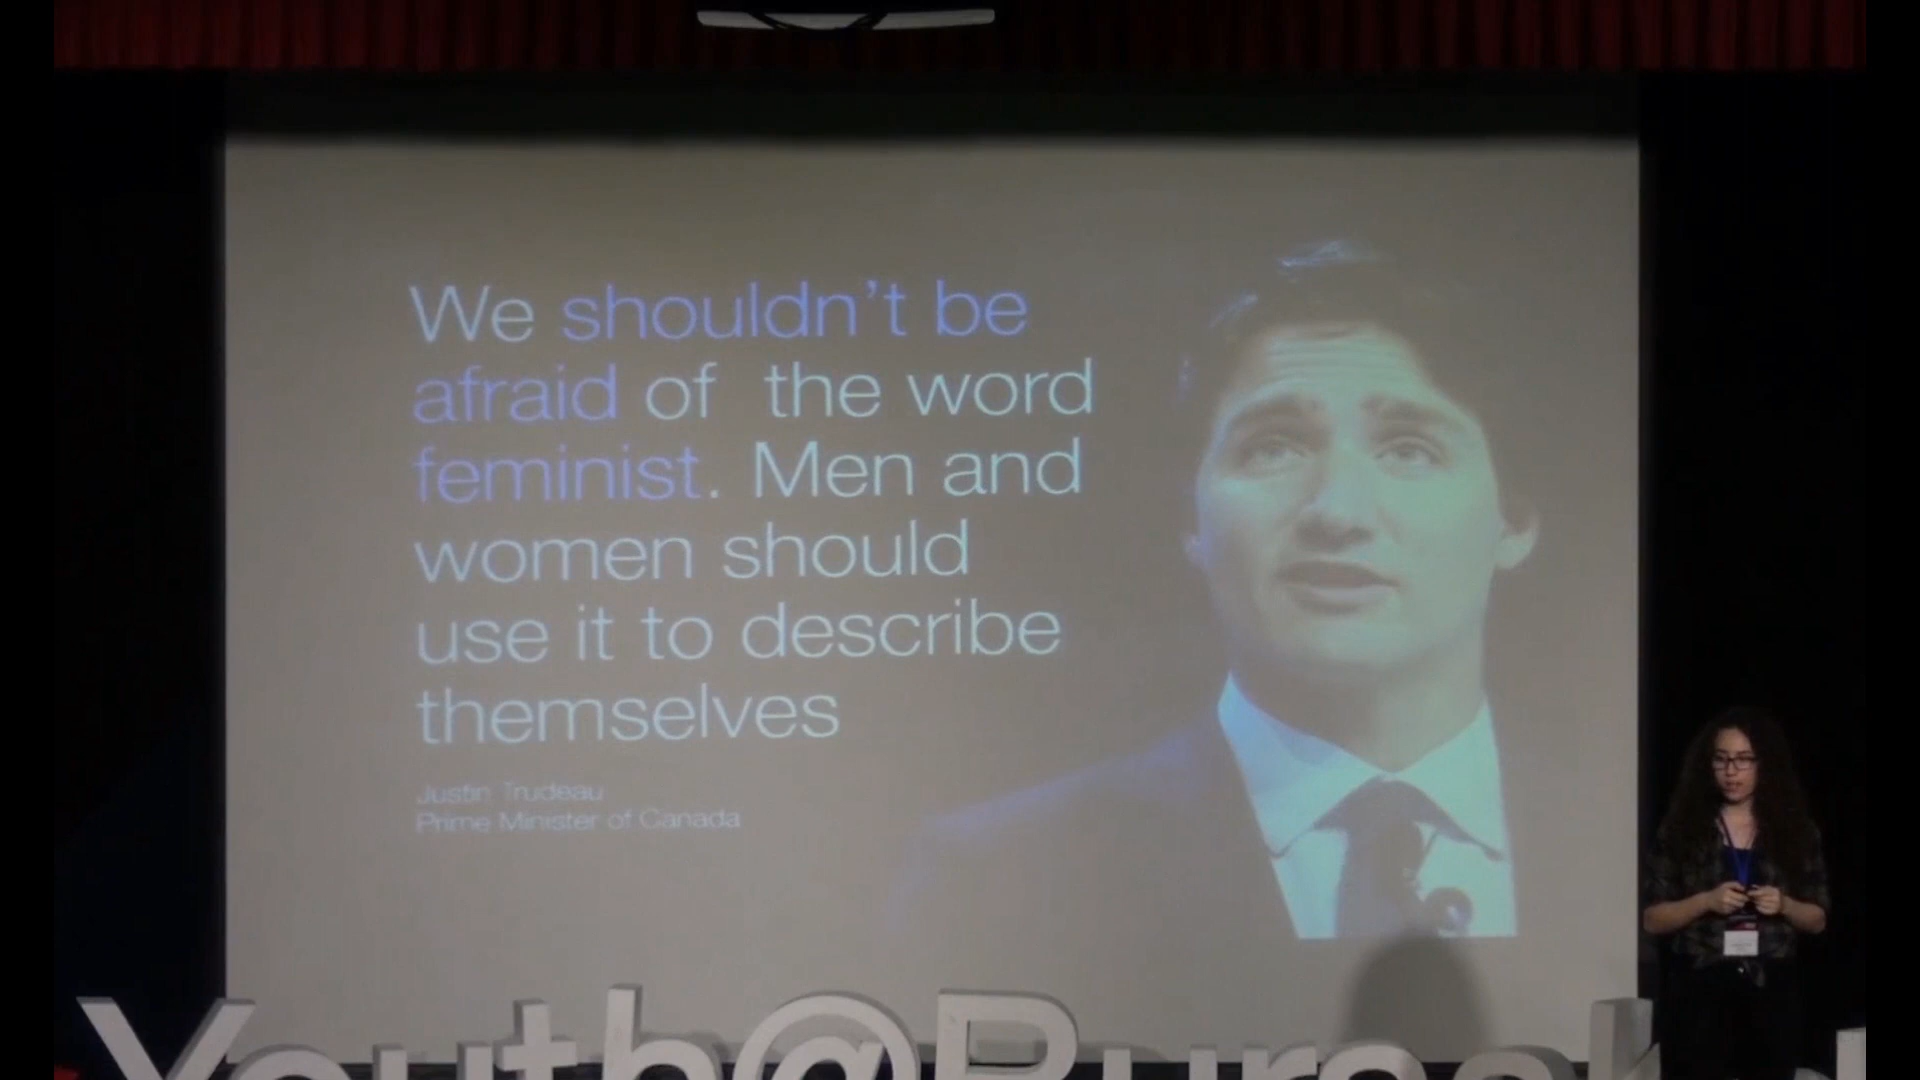 We shouldn't be
afraid of the word
feminist. Men and
women should
use it to describe
themselves
Justin Trudeau
Prime Minister of Canada
Youth@